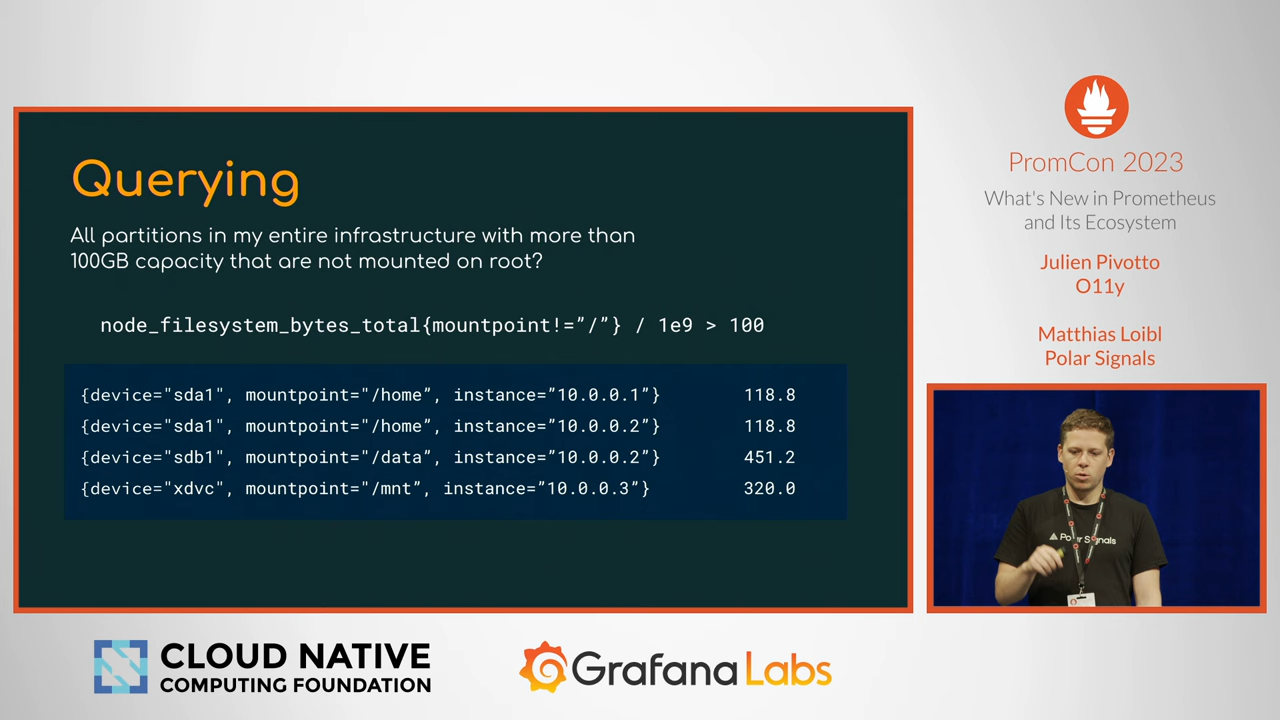 Querying
All partitions in my entire infrastructure with more than
100GB capacity that are not mounted on root?
node_filesystem_bytes_total{mountpoint!=”/”} / 1e9 > 100
{device="sda1", mountpoint="/home”, instance=”10.0.0.1”} 118.8
{device="sda1", mountpoint="/home”, instance=”10.0.0.2”} 118.8
{device="sdb1", mountpoint="/data”, instance=”10.0.0.2”} 451.2
{device="xdvc", mountpoint="/mnt”, instance=”10.0.0.3”} 320.0
PromCon 2023
What's New in Prometheus
and Its Ecosystem
Julien Pivotto
O11y
Matthias Loibl
Polar Signals
Polar Signals
CLOUD NATIVE
COMPUTING FOUNDATION
Grafana Labs